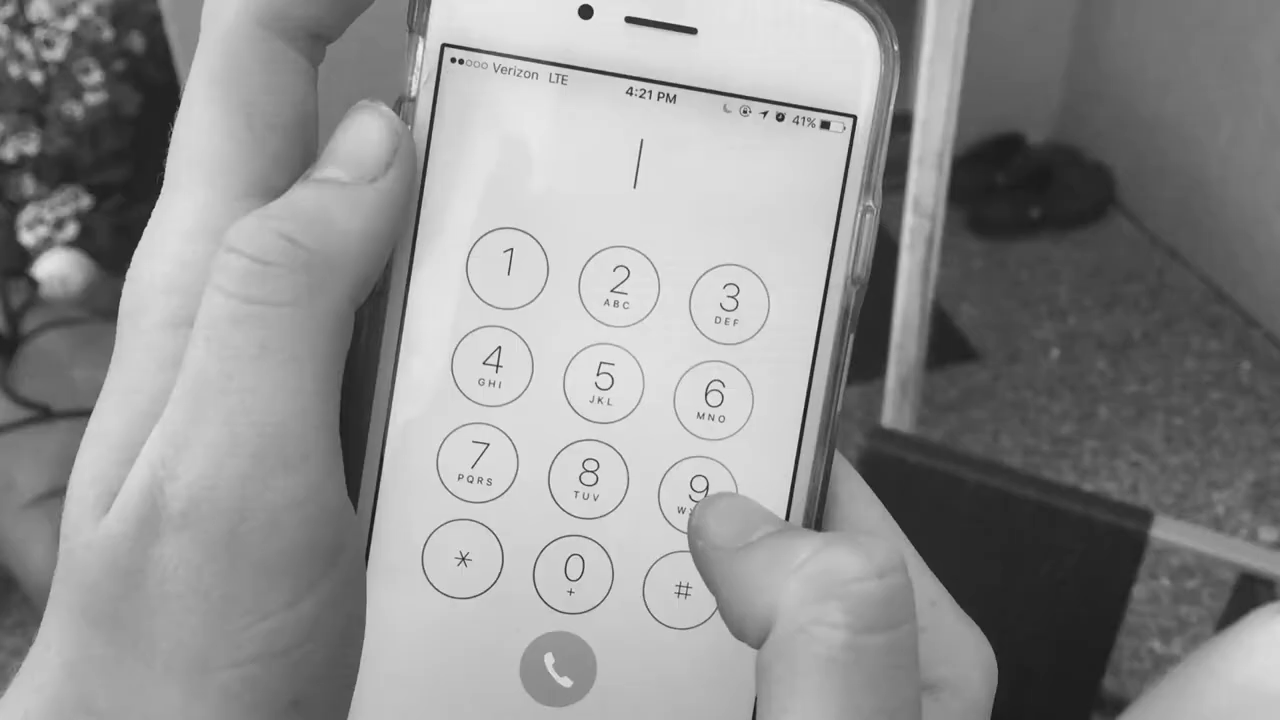 Verizon LTE 4:21 PM 41%
1 2 3
ABC DEF
4 5 6
GHI JKL MNO
7 8 9
PQRS TUV
* 0 #
+